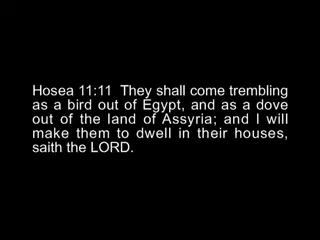 Hosea 11:11  They shall come trembling
as a bird out of Egypt, and as a dove
out of the land of Assyria; and I will
make them to dwell in their houses,
saith the LORD.